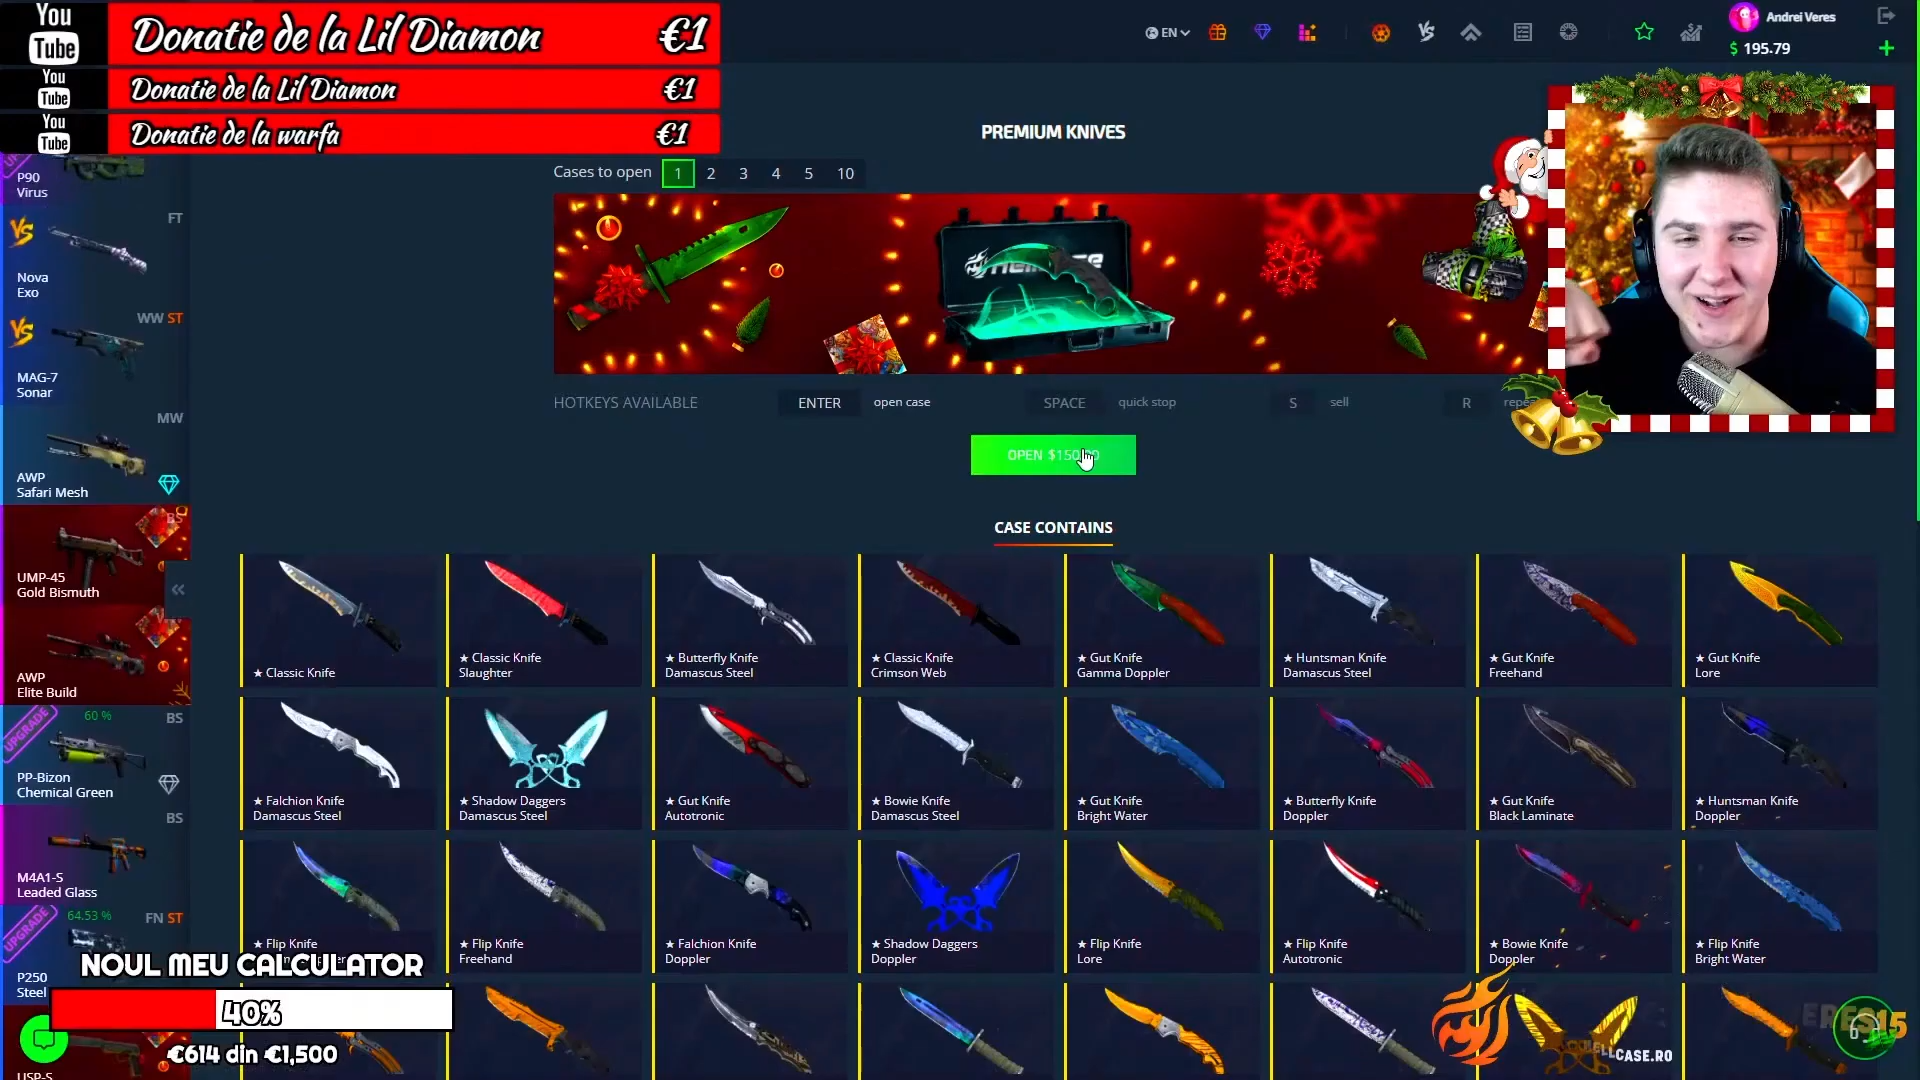 You
Tube
Donatie de la Lil Diamon
€1
You
Tube
Donatie de la Lil Diamon
€1
You
Tube
Donatie de la warfa
€1
EN
VS
Andrei Veres
$ 195.79
PREMIUM KNIVES
Cases to open
1
2
3
4
5
10
HOTKEYS AVAILABLE
ENTER
open case
SPACE
quick stop
S
sell
R
OPEN
CASE CONTAINS
P90
Virus
FT
VS
Nova
Exo
WW ST
VS
MAG-7
Sonar
MW
AWP
Safari Mesh
BS
UMP-45
Gold Bismuth
AWP
Elite Build
UPGRADE
60 %
BS
PP-Bizon
Chemical Green
BS
M4A1-S
Leaded Glass
UPGRADE
64.53 %
FN ST
P250
Steel
USP-S
★ Classic Knife
★ Classic Knife
Slaughter
★ Butterfly Knife
Damascus Steel
★ Classic Knife
Crimson Web
★ Gut Knife
Gamma Doppler
★ Huntsman Knife
Damascus Steel
★ Gut Knife
Freehand
★ Gut Knife
Lore
★ Falchion Knife
Damascus Steel
★ Shadow Daggers
Damascus Steel
★ Gut Knife
Autotronic
★ Bowie Knife
Damascus Steel
★ Gut Knife
Bright Water
★ Butterfly Knife
Doppler
★ Gut Knife
Black Laminate
★ Huntsman Knife
Doppler
★ Flip Knife
★ Flip Knife
Freehand
★ Falchion Knife
Doppler
★ Shadow Daggers
Doppler
★ Flip Knife
Lore
★ Flip Knife
Autotronic
★ Bowie Knife
Doppler
★ Flip Knife
Bright Water
NOUL MEU CALCULATOR
40%
€614 din €1,500
HELLCASE.RO